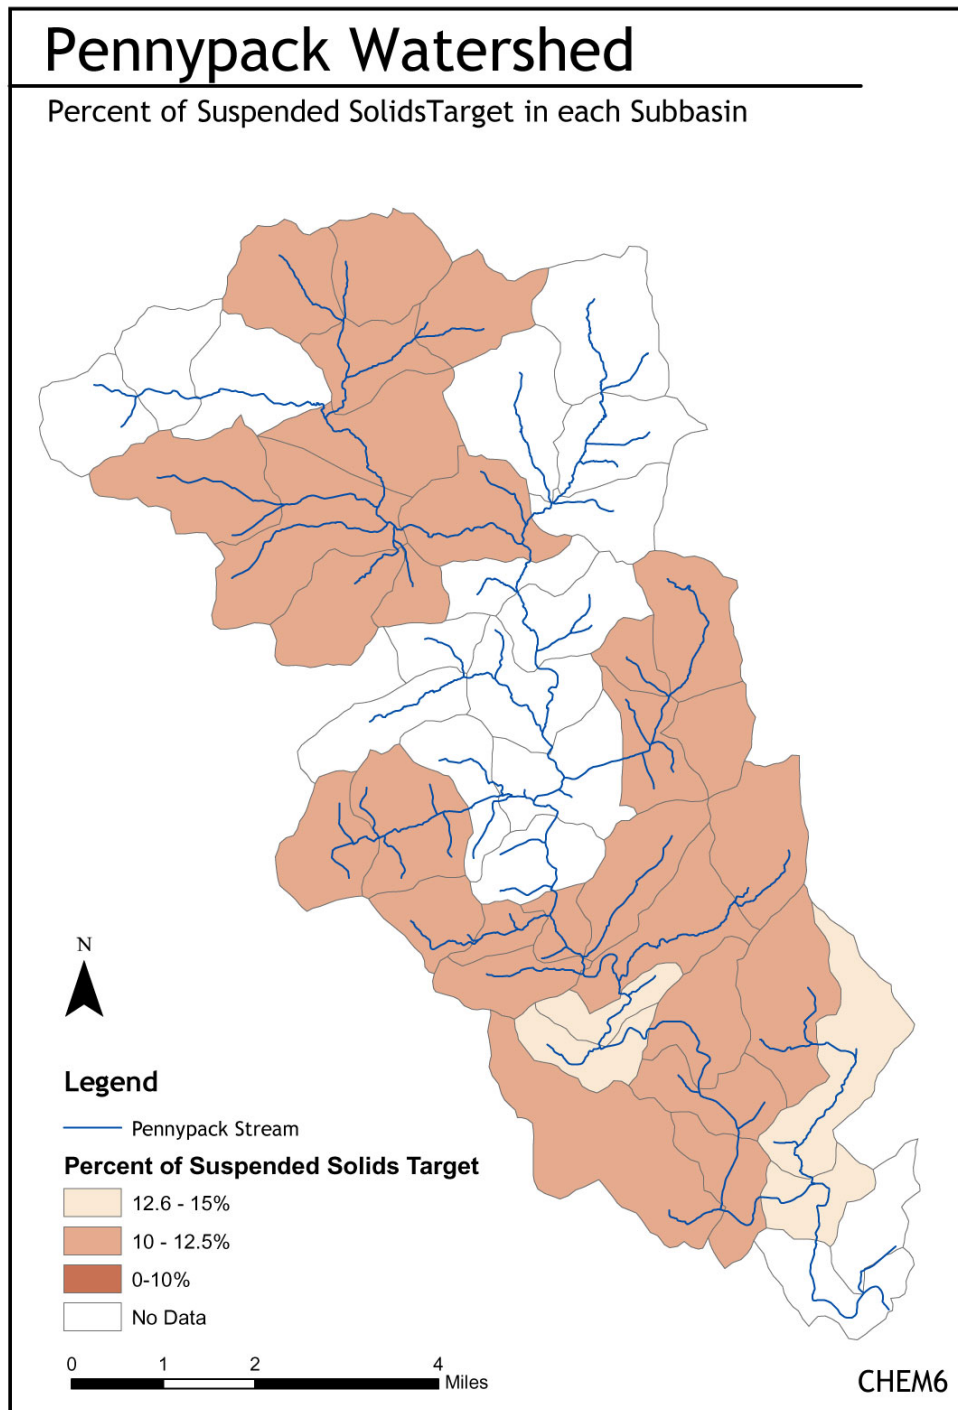 Pennypack Watershed
Percent of Suspended SolidsTarget in each Subbasin
N
Legend
Pennypack Stream
Percent of Suspended Solids Target
12.6 - 15%
10 - 12.5%
0-10%
No Data
0 1 2 4
Miles
CHEM6